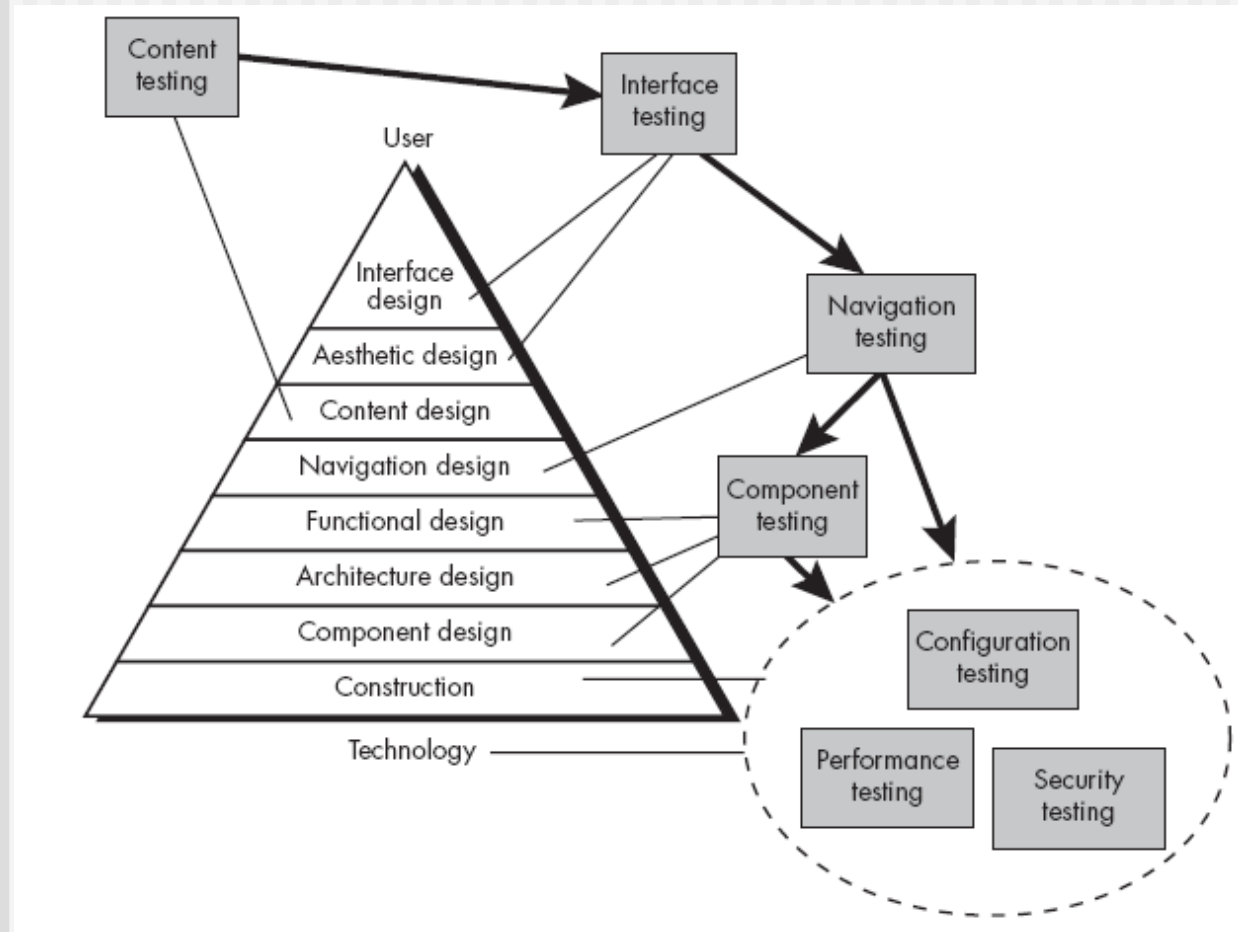 Content
testing
Interface
testing
User
Interface
design
Navigation
testing
Aesthetic design
Content design
Navigation design
Component
testing
Functional design
Architecture design
Component design
Configuration
testing
Construction
Technology
Performance
testing
Security
testing